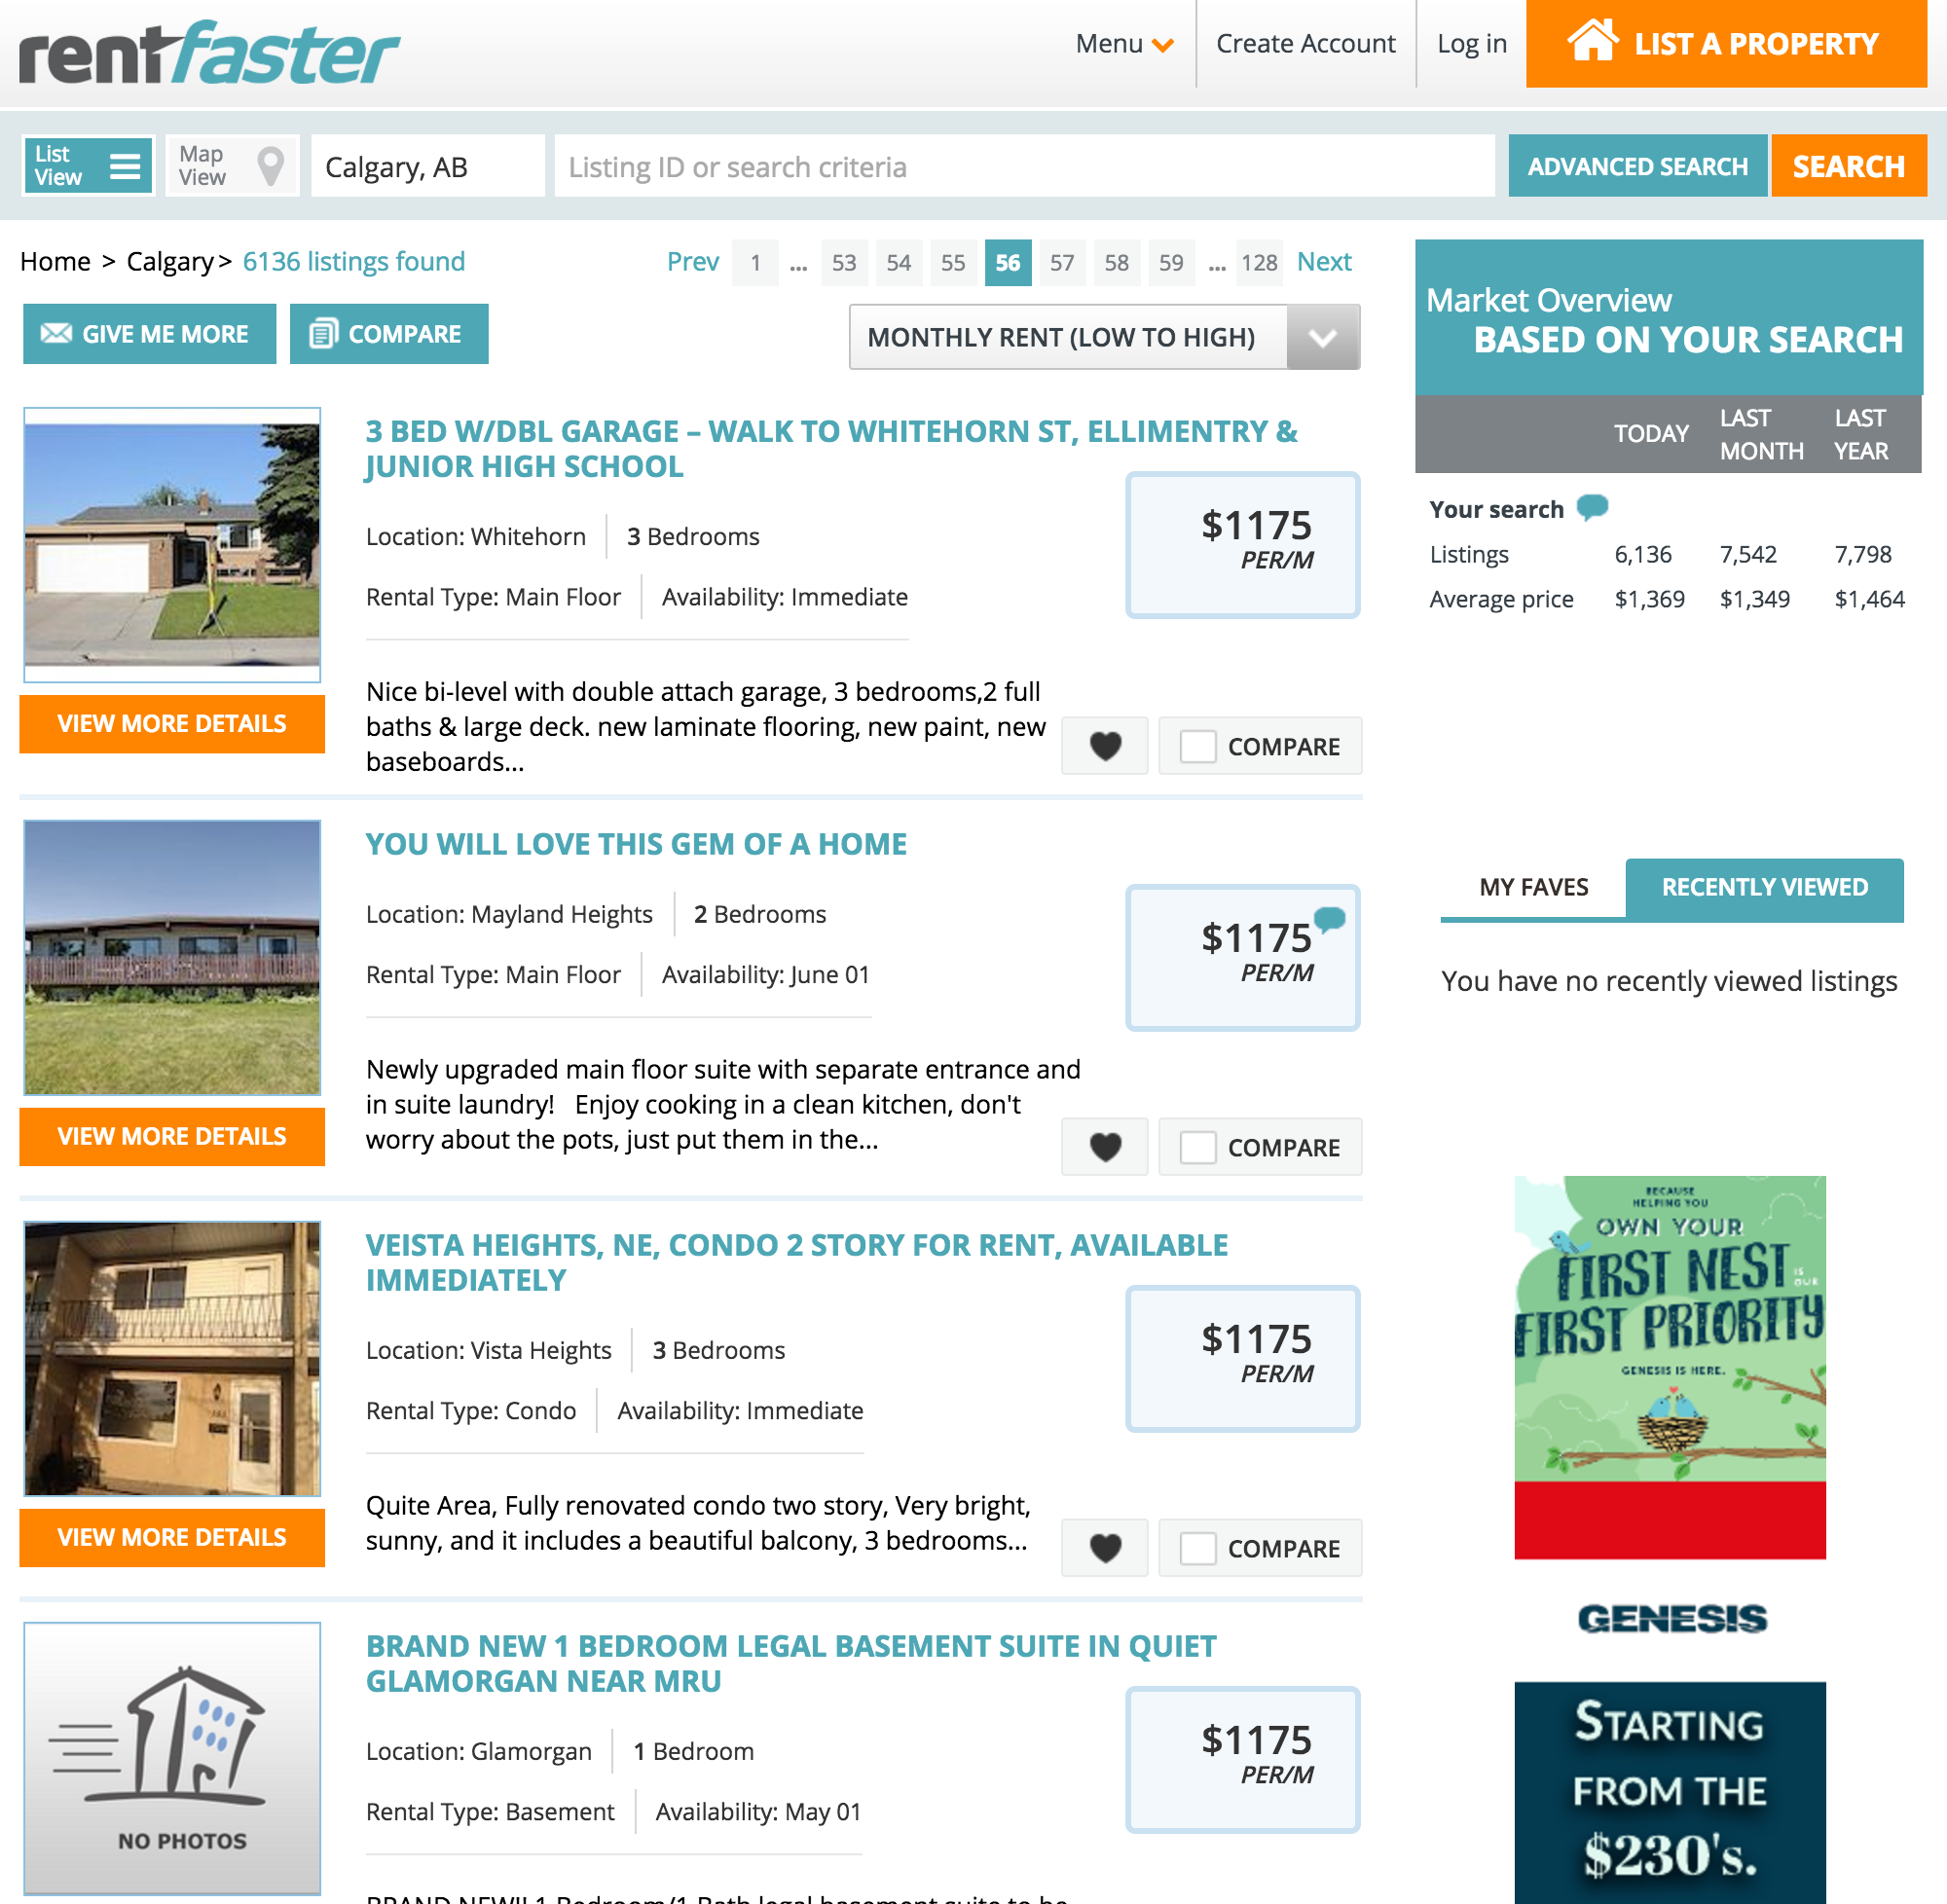 rentfaster
Menu
Create Account
Log in
LIST A PROPERTY
List
View
Map
View
Calgary, AB
Listing ID or search criteria
ADVANCED SEARCH
SEARCH
Home > Calgary > 6136 listings found
Prev 1 ... 53 54 55 56 57 58 59 ... 128 Next
GIVE ME MORE
COMPARE
MONTHLY RENT (LOW TO HIGH)
3 BED W/DBL GARAGE – WALK TO WHITEHORN ST, ELLIMENTRY &
JUNIOR HIGH SCHOOL
Location: Whitehorn
3 Bedrooms
Rental Type: Main Floor
Availability: Immediate
$1175
PER/M
Nice bi-level with double attach garage, 3 bedrooms,2 full
baths & large deck. new laminate flooring, new paint, new
baseboards...
VIEW MORE DETAILS
COMPARE
YOU WILL LOVE THIS GEM OF A HOME
Location: Mayland Heights
2 Bedrooms
Rental Type: Main Floor
Availability: June 01
$1175
PER/M
Newly upgraded main floor suite with separate entrance and
in suite laundry!   Enjoy cooking in a clean kitchen, don't
worry about the pots, just put them in the...
VIEW MORE DETAILS
COMPARE
VEISTA HEIGHTS, NE, CONDO 2 STORY FOR RENT, AVAILABLE
IMMEDIATELY
Location: Vista Heights
3 Bedrooms
Rental Type: Condo
Availability: Immediate
$1175
PER/M
Quite Area, Fully renovated condo two story, Very bright,
sunny, and it includes a beautiful balcony, 3 bedrooms...
VIEW MORE DETAILS
COMPARE
NO PHOTOS
BRAND NEW 1 BEDROOM LEGAL BASEMENT SUITE IN QUIET
GLAMORGAN NEAR MRU
Location: Glamorgan
1 Bedroom
Rental Type: Basement
Availability: May 01
$1175
PER/M
BRAND NEW!! 1 Bedroom/1 Bath legal basement suite to be
Market Overview
BASED ON YOUR SEARCH
TODAY
LAST
MONTH
LAST
YEAR
Your search
Listings 6,136 7,542 7,798
Average price $1,369 $1,349 $1,464
MY FAVES
RECENTLY VIEWED
You have no recently viewed listings
BECAUSE
HELPING YOU
OWN YOUR
FIRST NEST
IS
OUR
FIRST PRIORITY
GENESIS IS HERE.
GENESIS
STARTING
FROM THE
$230's.